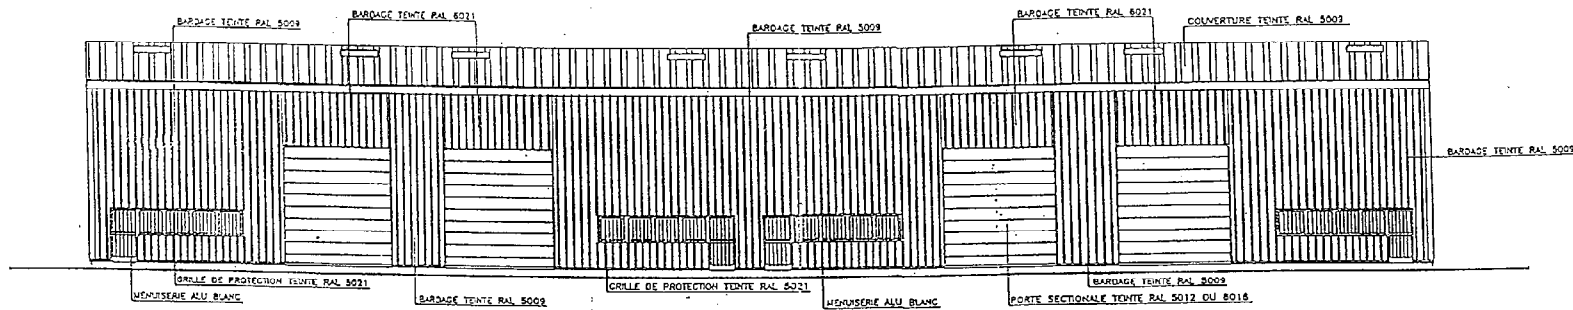 BARDAGE TEINTE RAL 5009
BARDAGE TEINTE RAL 6021
BARDAGE TEINTE RAL 5009
BARDAGE TEINTE RAL 6021
COUVERTURE TEINTE RAL 5003
BARDAGE TEINTE RAL 5009
GRILLE DE PROTECTION TEINTE RAL 5021
MENUISERIE ALU BLANC
BARDAGE TEINTE RAL 5009
GRILLE DE PROTECTION TEINTE RAL 5021
MENUISERIE ALU BLANC
BARDAGE TEINTE RAL 5009
PORTE SECTIONALE TEINTE RAL 5012 OU 6018